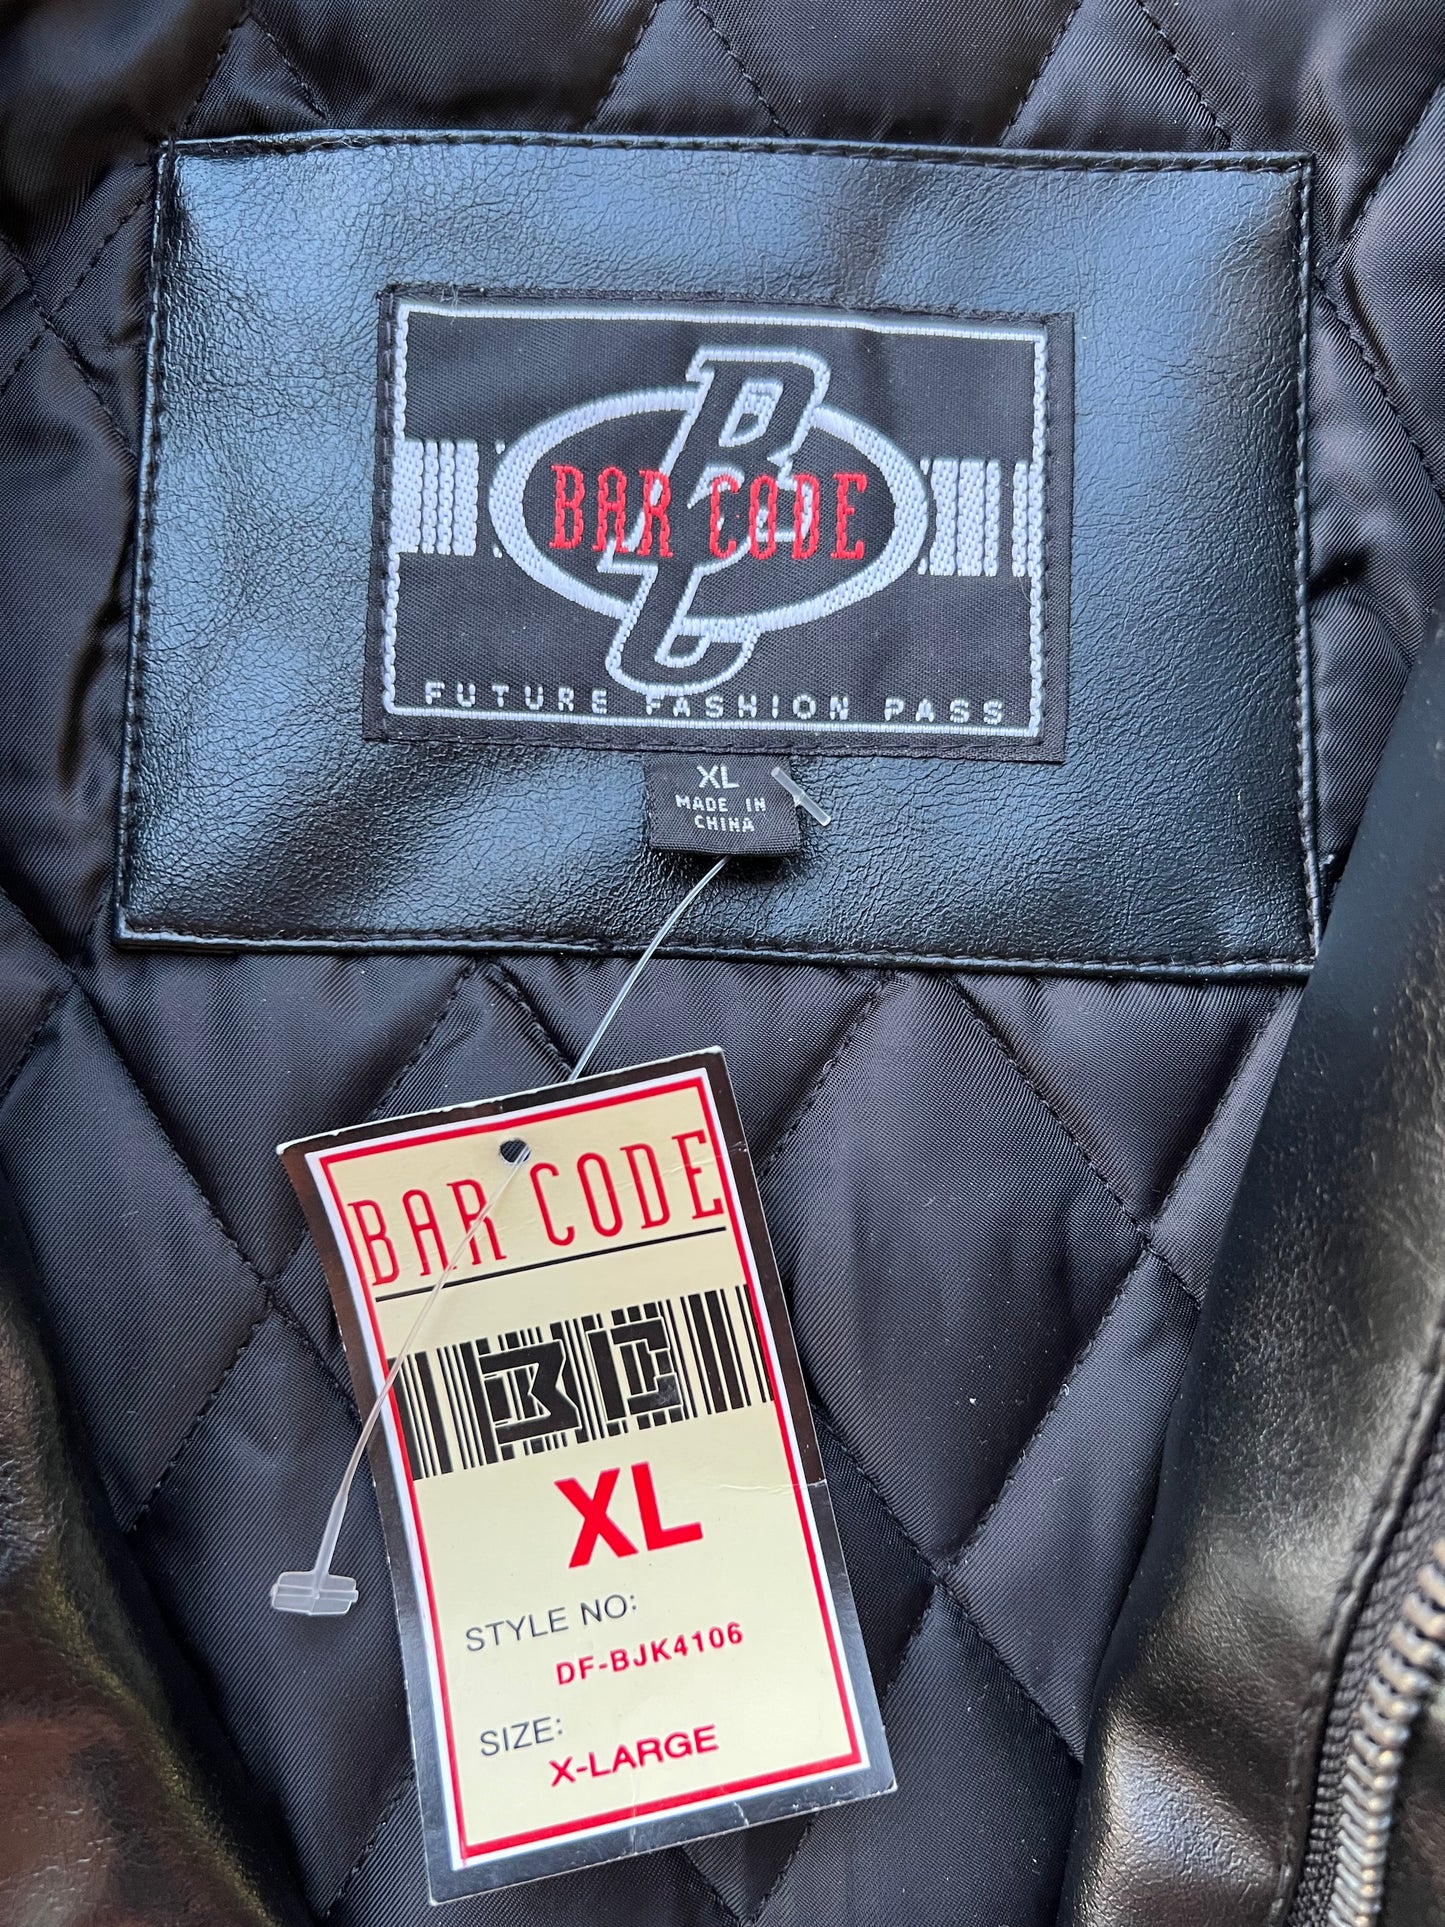 BC
BAR CODE
FUTURE FASHION PASS
XL
MADE IN
CHINA
BAR CODE
BC
XL
STYLE NO:
DF-BJK4106
SIZE:
X-LARGE